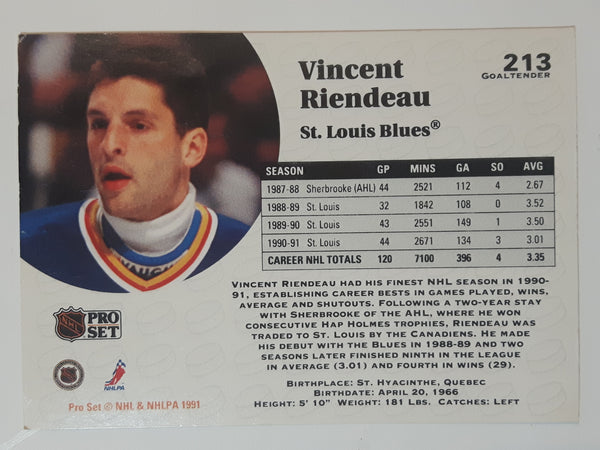 Vincent
Riendeau
213
GOALTENDER
St. Louis Blues®
SEASON GP MINS GA SO AVG
1987-88 Sherbrooke (AHL) 44 2521 112 4 2.67
1988-89 St. Louis 32 1842 108 0 3.52
1989-90 St. Louis 43 2551 149 1 3.50
1990-91 St. Louis 44 2671 134 3 3.01
CAREER NHL TOTALS 120 7100 396 4 3.35
VINCENT RIENDEAU HAD HIS FINEST NHL SEASON IN 1990-
91, ESTABLISHING CAREER BESTS IN GAMES PLAYED, WINS,
AVERAGE AND SHUTOUTS. FOLLOWING A TWO-YEAR STAY
WITH SHERBROOKE OF THE AHL, WHERE HE WON
CONSECUTIVE HAP HOLMES TROPHIES, RIENDEAU WAS
TRADED TO ST. LOUIS BY THE CANADIENS. HE MADE
HIS DEBUT WITH THE BLUES IN 1988-89 AND TWO
SEASONS LATER FINISHED NINTH IN THE LEAGUE
IN AVERAGE (3.01) AND FOURTH IN WINS (29).
BIRTHPLACE: ST. HYACINTHE, QUEBEC
BIRTHDATE: APRIL 20, 1966
HEIGHT: 5' 10" WEIGHT: 181 LBS. CATCHES: LEFT
NHL
PRO
SET
NHLPA
Pro Set © NHL & NHLPA 1991